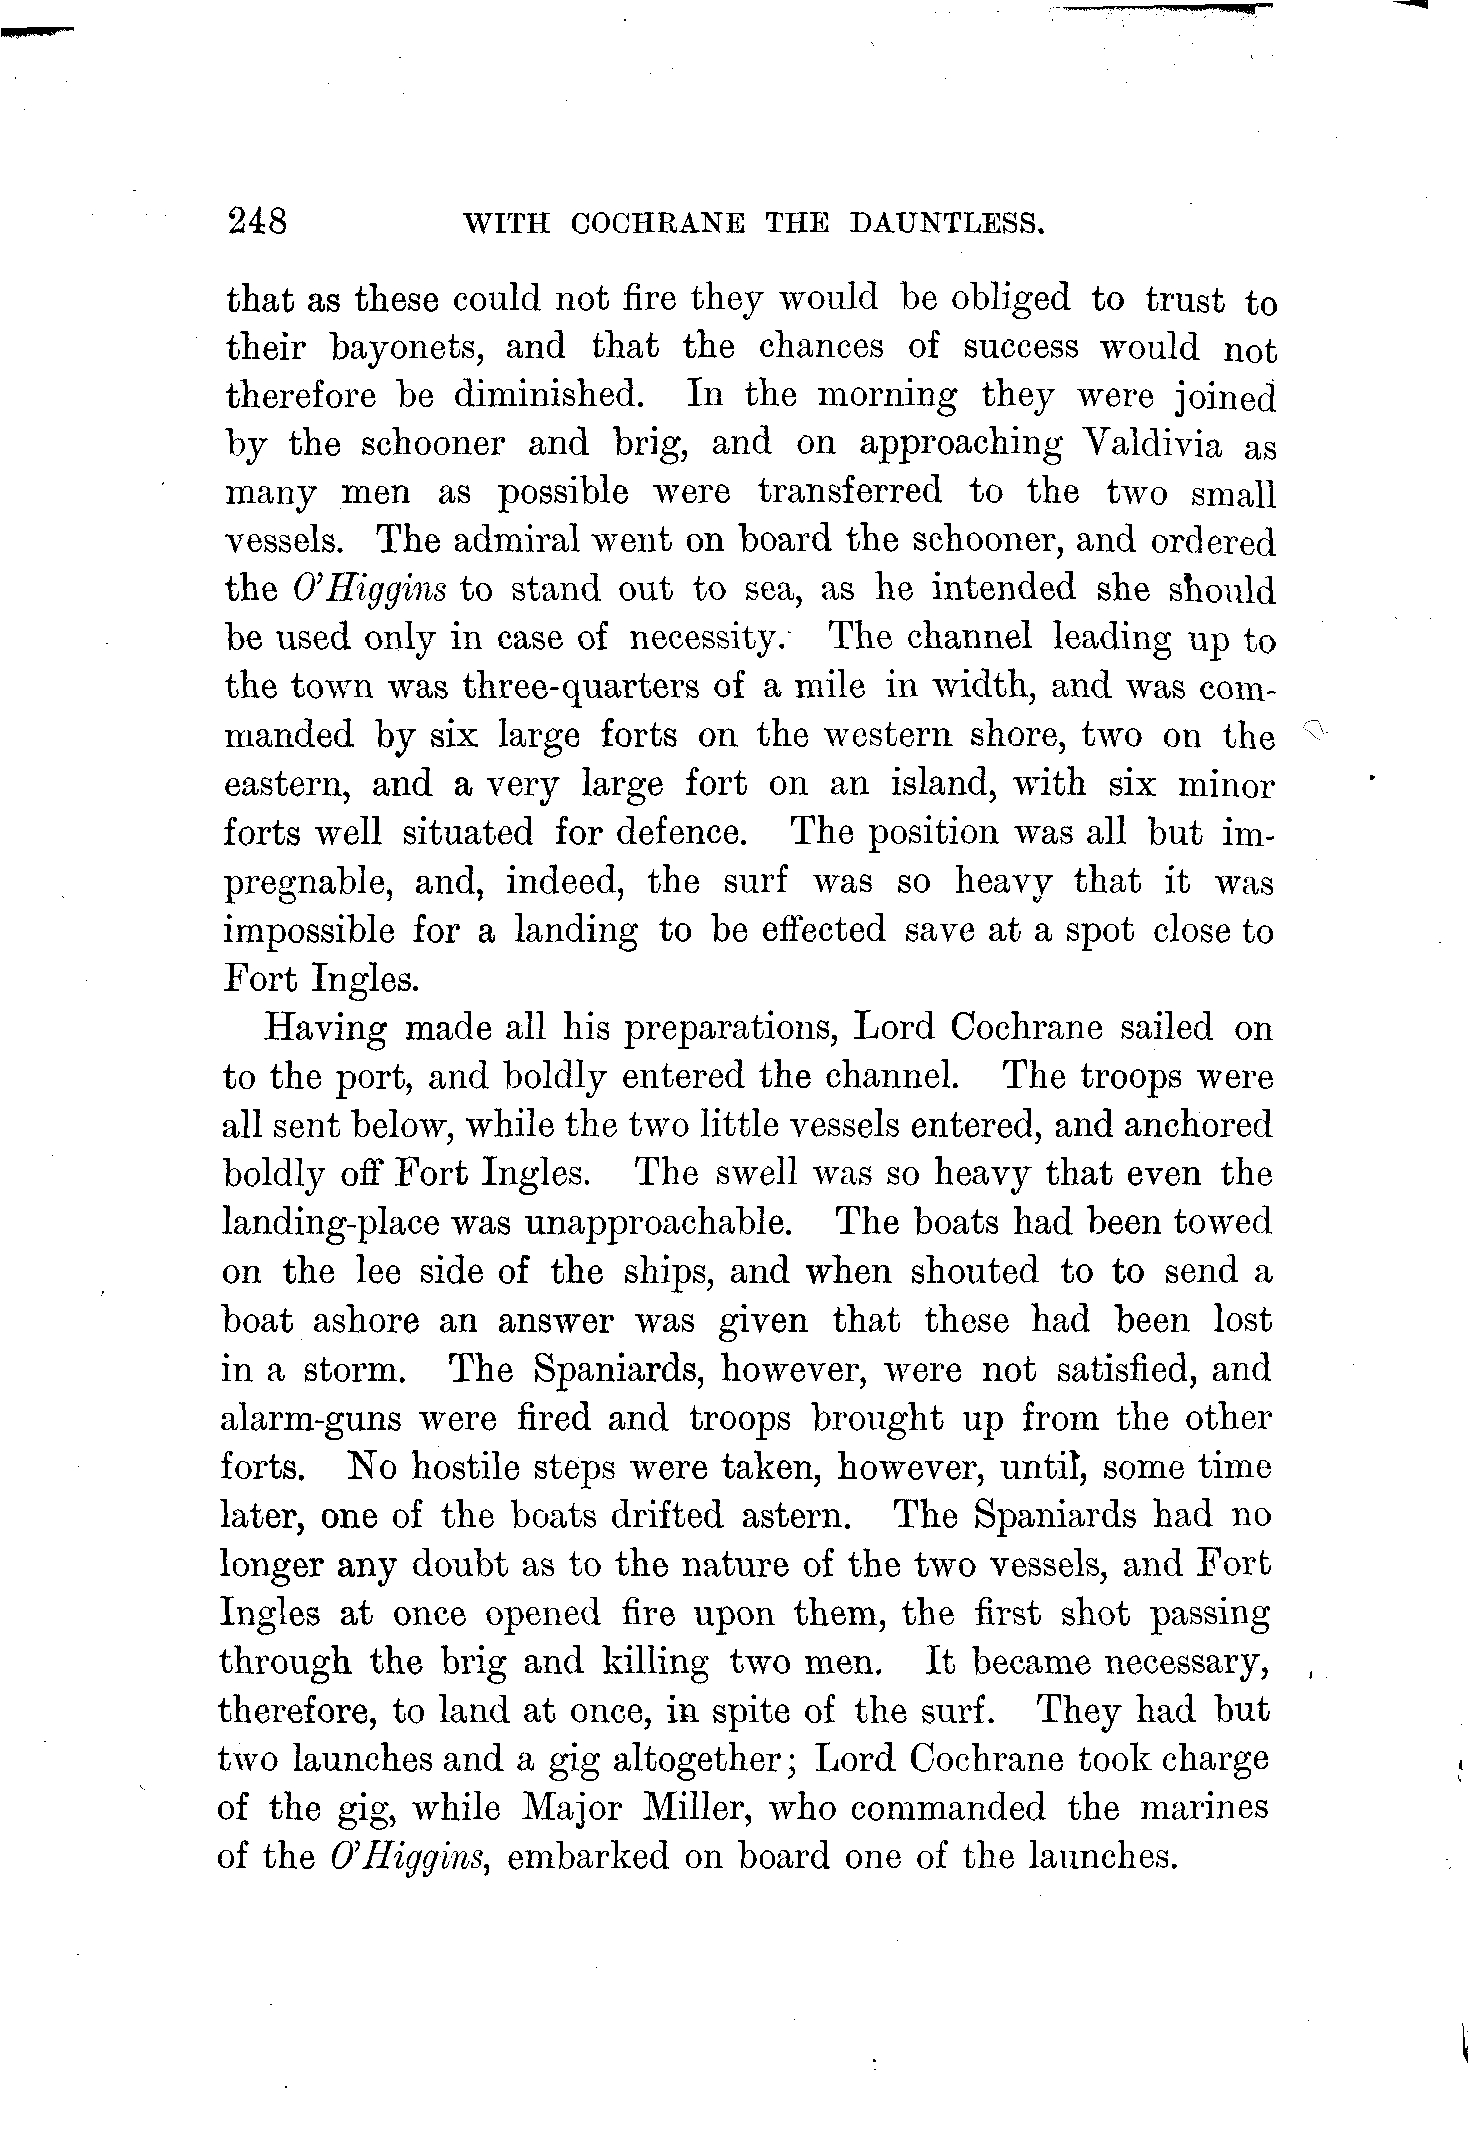 248 WITH COCHRANE THE DAUNTLESS.
that as these could not fire they would be obliged to trust to
their bayonets, and that the chances of success would not
therefore be diminished. In the morning they were joined
by the schooner and brig, and on approaching Valdivia as
many men as possible were transferred to the two small
vessels. The admiral went on board the schooner, and ordered
the O'Higgins to stand out to sea, as he intended she should
be used only in case of necessity. The channel leading up to
the town was three-quarters of a mile in width, and was com-
manded by six large forts on the western shore, two on the
eastern, and a very large fort on an island, with six minor
forts well situated for defence. The position was all but im-
pregnable, and, indeed, the surf was so heavy that it was
impossible for a landing to be effected save at a spot close to
Fort Ingles.
Having made all his preparations, Lord Cochrane sailed on
to the port, and boldly entered the channel. The troops were
all sent below, while the two little vessels entered, and anchored
boldly off Fort Ingles. The swell was so heavy that even the
landing-place was unapproachable. The boats had been towed
on the lee side of the ships, and when shouted to to send a
boat ashore an answer was given that these had been lost
in a storm. The Spaniards, however, were not satisfied, and
alarm-guns were fired and troops brought up from the other
forts. No hostile steps were taken, however, until, some time
later, one of the boats drifted astern. The Spaniards had no
longer any doubt as to the nature of the two vessels, and Fort
Ingles at once opened fire upon them, the first shot passing
through the brig and killing two men. It became necessary,
therefore, to land at once, in spite of the surf. They had but
two launches and a gig altogether; Lord Cochrane took charge
of the gig, while Major Miller, who commanded the marines
of the O'Higgins, embarked on board one of the launches.